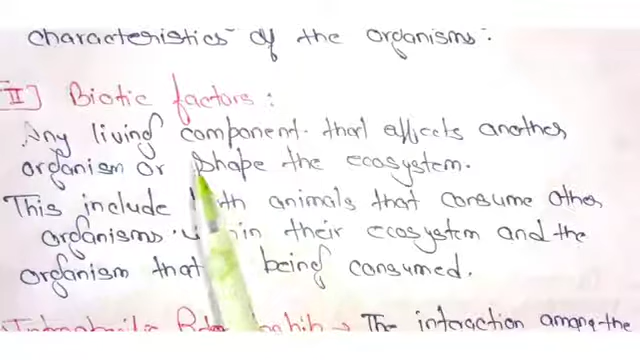 characteristics of the organisms.
II] Biotic factors:
Any living component that affects another
organism or shape the ecosystem.
This include animals that consume other
organisms their ecosystem and the
organism that being consumed.
The interaction among the